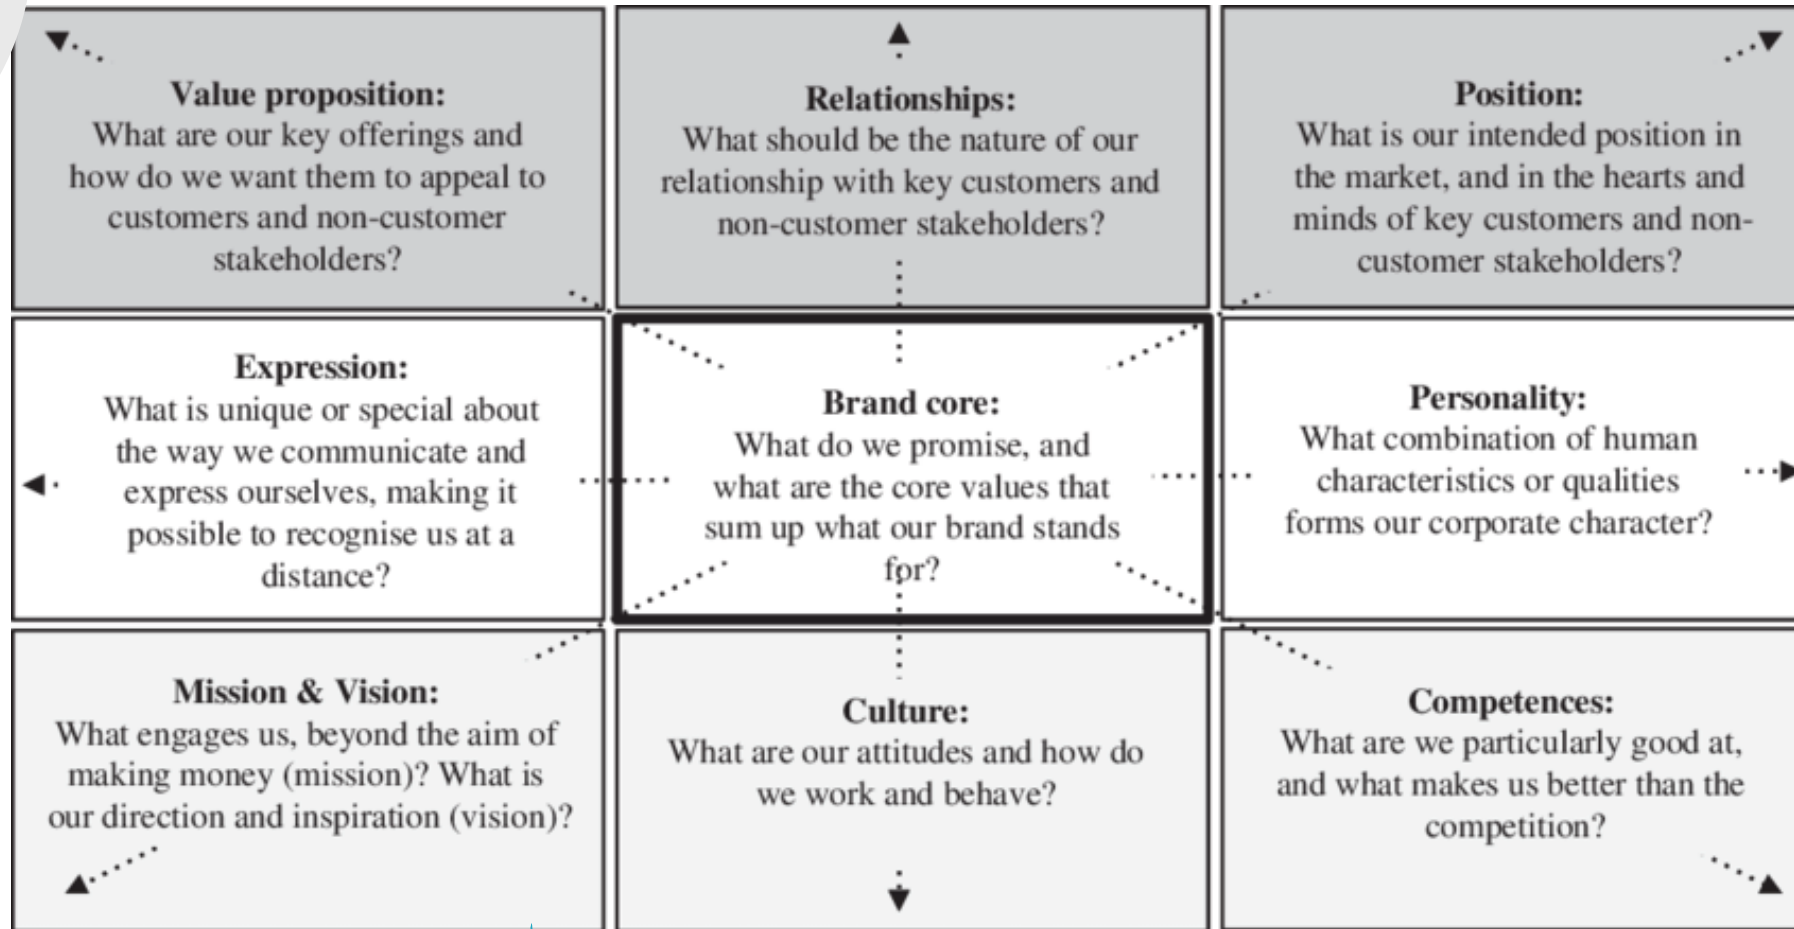 Value proposition:
What are our key offerings and
how do we want them to appeal to
customers and non-customer
stakeholders?
Relationships:
What should be the nature of our
relationship with key customers and
non-customer stakeholders?
Position:
What is our intended position in
the market, and in the hearts and
minds of key customers and non-
customer stakeholders?
Expression:
What is unique or special about
the way we communicate and
express ourselves, making it
possible to recognise us at a
distance?
Brand core:
What do we promise, and
what are the core values that
sum up what our brand stands
for?
Personality:
What combination of human
characteristics or qualities
forms our corporate character?
Mission & Vision:
What engages us, beyond the aim of
making money (mission)? What is
our direction and inspiration (vision)?
Culture:
What are our attitudes and how do
we work and behave?
Competences:
What are we particularly good at,
and what makes us better than the
competition?